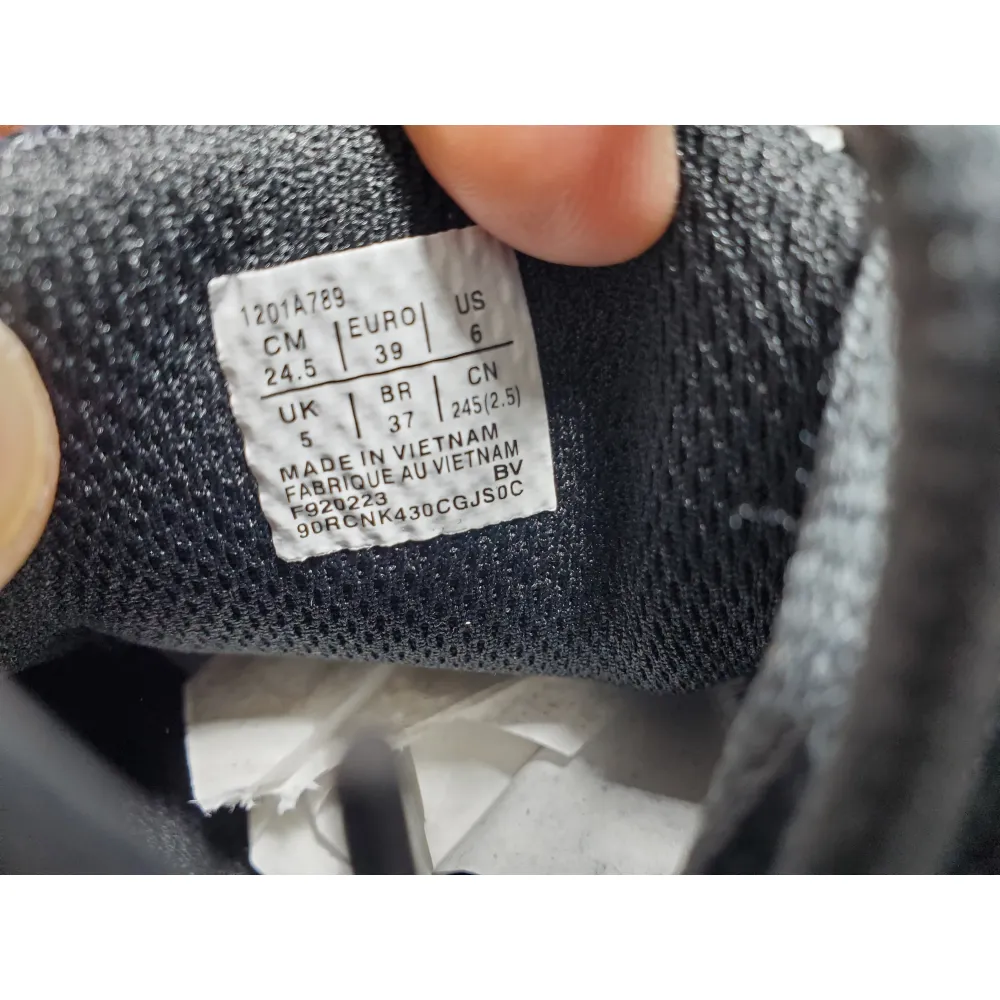 1201A789
CM | EURO | US
24.5 | 39 | 6
UK | BR | CN
5 | 37 | 245(2.5)
MADE IN VIETNAM
FABRIQUE AU VIETNAM
F920223 BV
90RCNK430CGJS0C